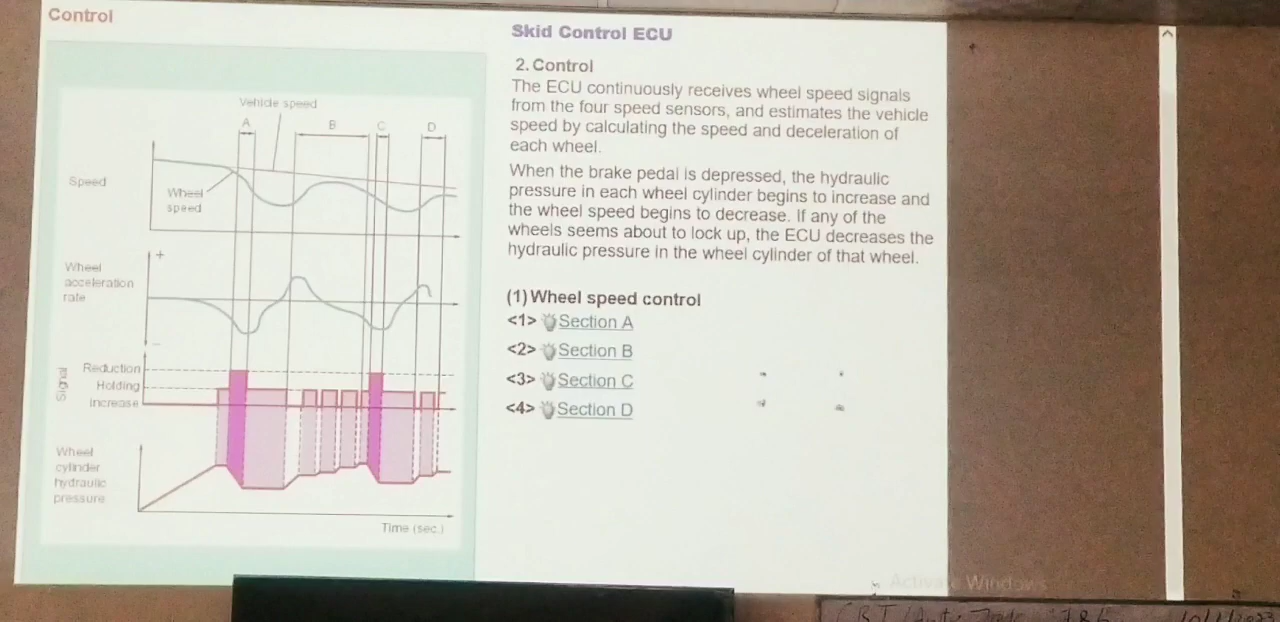 Control
Vehicle speed
A B C D
Speed
Wheel
speed
+
Wheel
acceleration
rate
−
Signal
Reduction
Holding
Increase
Wheel
cylinder
hydraulic
pressure
Time (sec.)
Skid Control ECU
2. Control
The ECU continuously receives wheel speed signals
from the four speed sensors, and estimates the vehicle
speed by calculating the speed and deceleration of
each wheel.
When the brake pedal is depressed, the hydraulic
pressure in each wheel cylinder begins to increase and
the wheel speed begins to decrease. If any of the
wheels seems about to lock up, the ECU decreases the
hydraulic pressure in the wheel cylinder of that wheel.
(1) Wheel speed control
<1> Section A
<2> Section B
<3> Section C
<4> Section D
Activate Windows